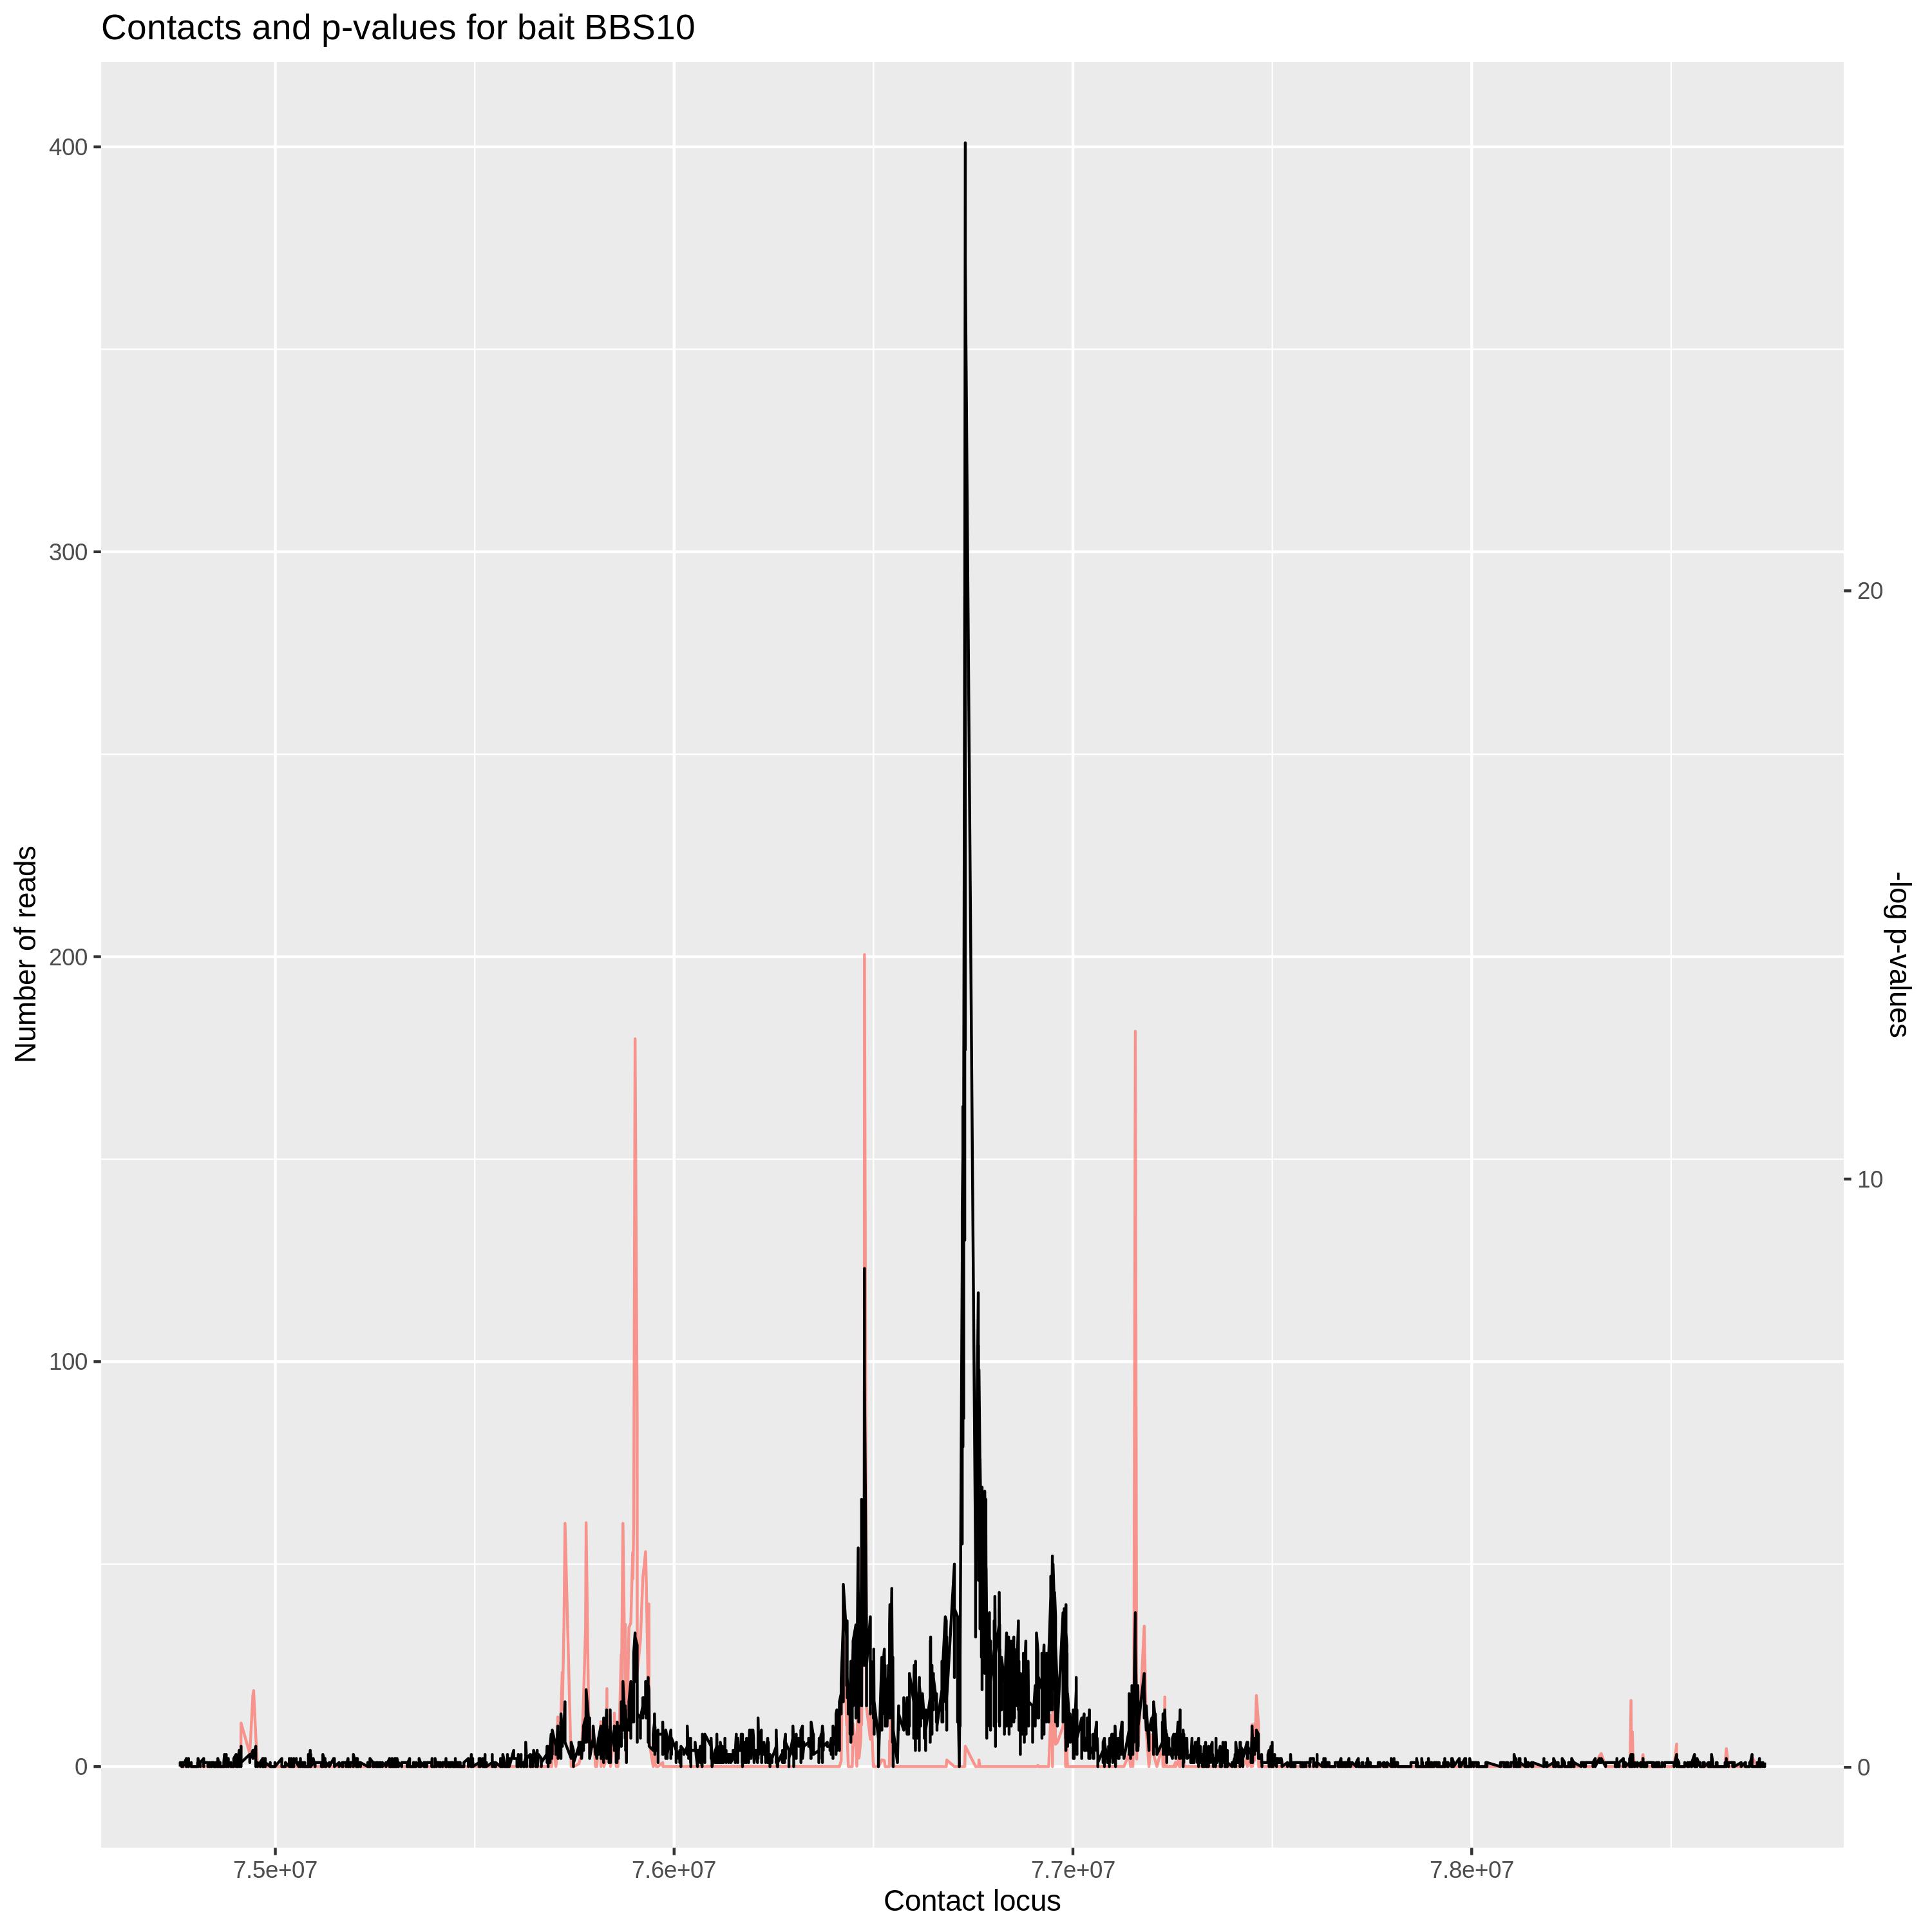 Contacts and p-values for bait BBS10
400
300
200
100
0
Number of reads
20
10
0
-log p-values
7.5e+07
7.6e+07
7.7e+07
7.8e+07
Contact locus